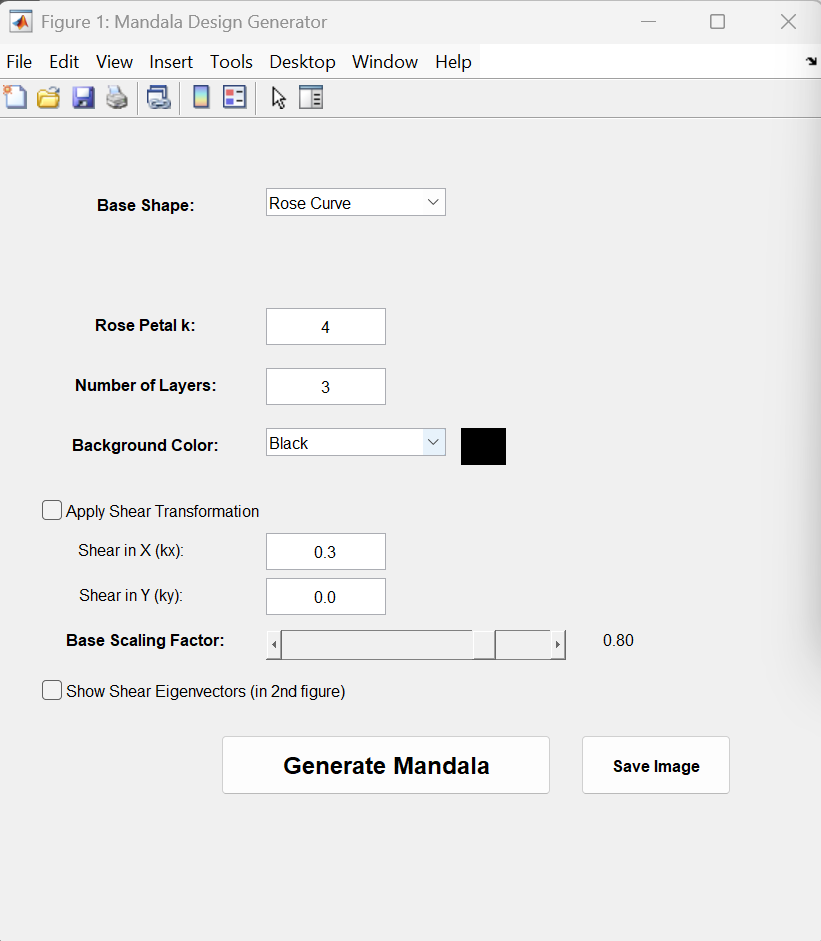 Figure 1: Mandala Design Generator
File Edit View Insert Tools Desktop Window Help
Base Shape: Rose Curve
Rose Petal k: 4
Number of Layers: 3
Background Color: Black
Apply Shear Transformation
Shear in X (kx): 0.3
Shear in Y (ky): 0.0
Base Scaling Factor: 0.80
Show Shear Eigenvectors (in 2nd figure)
Generate Mandala Save Image